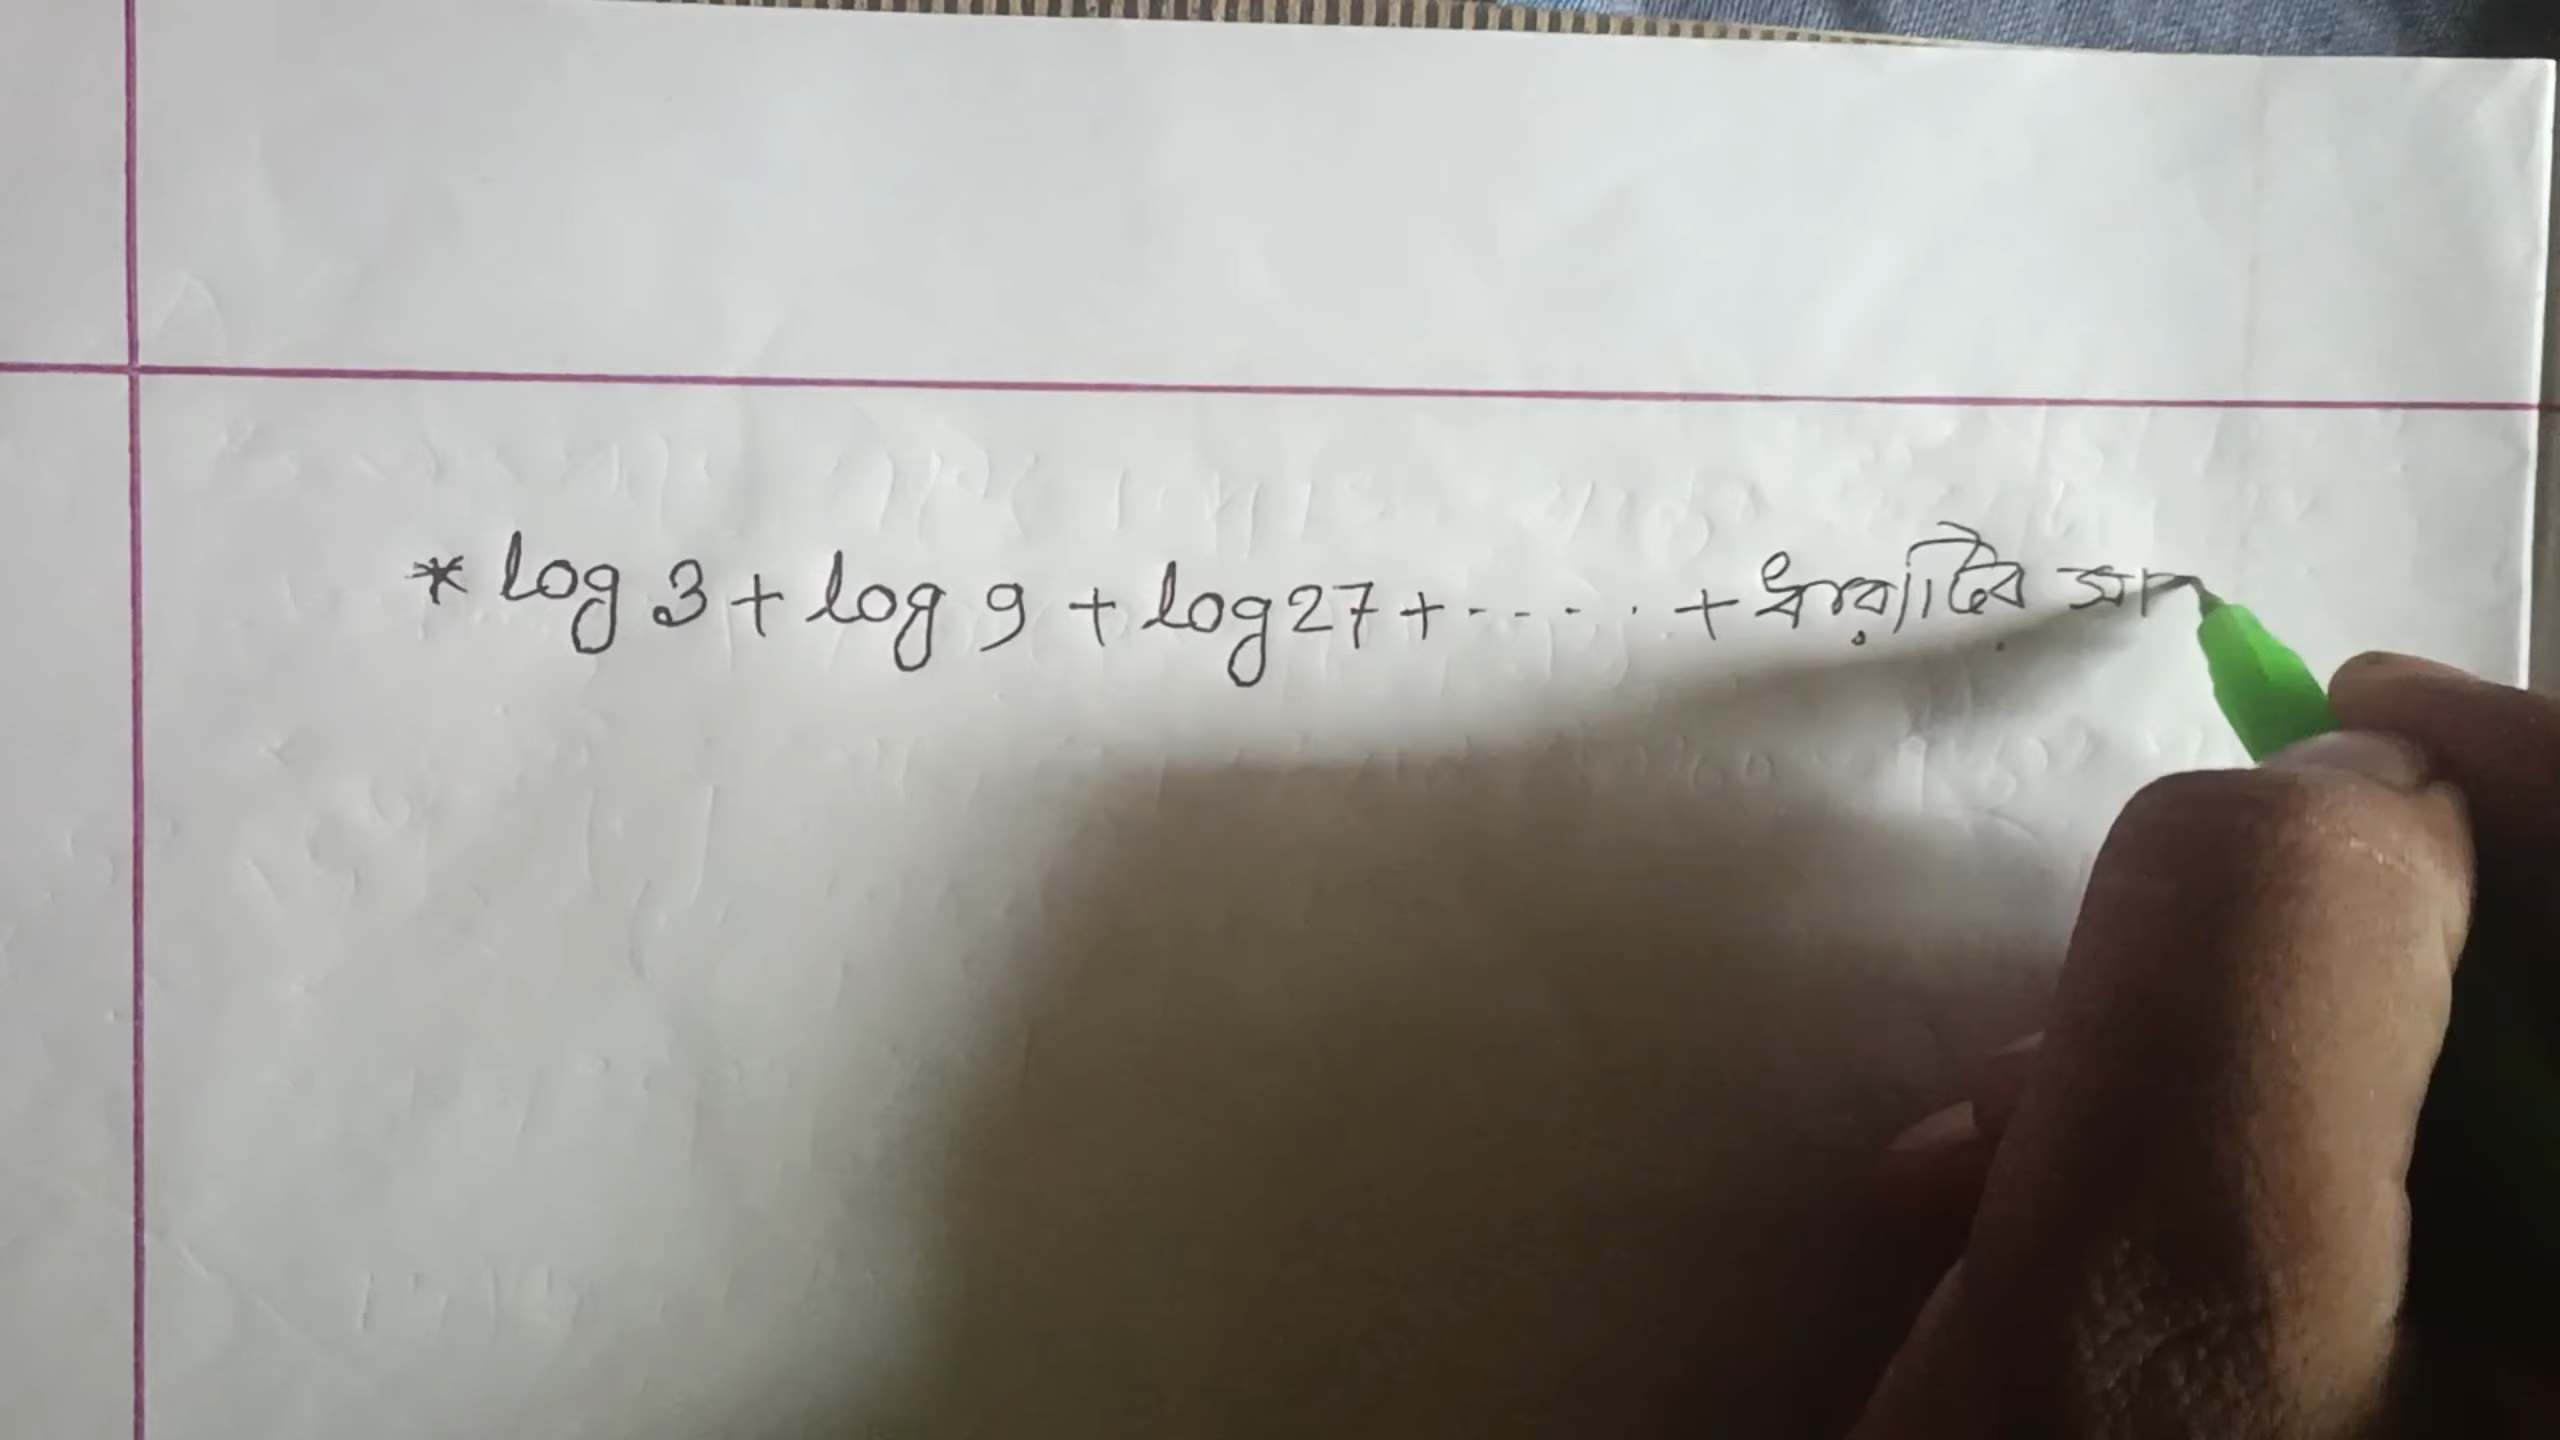 * log 3 + log 9 + log 27 + ---- . + ধারাটির